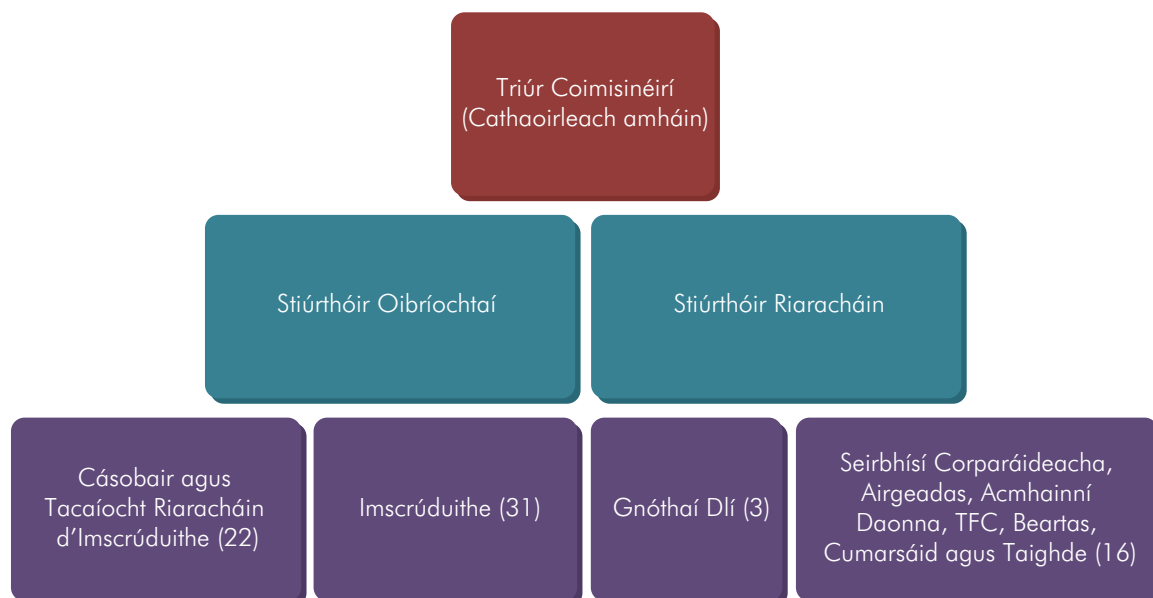 Triúr Coimisinéirí
(Cathaoirleach amháin)
Stiúrthóir Oibríochtaí
Stiúrthóir Riaracháin
Cásobair agus
Tacaíocht Riaracháin
d’Imscrúduithe (22)
Imscrúduithe (31)
Gnóthaí Dlí (3)
Seirbhísí Corparáideacha,
Airgeadas, Acmhainní
Daonna, TFC, Beartas,
Cumarsáid agus Taighde (16)